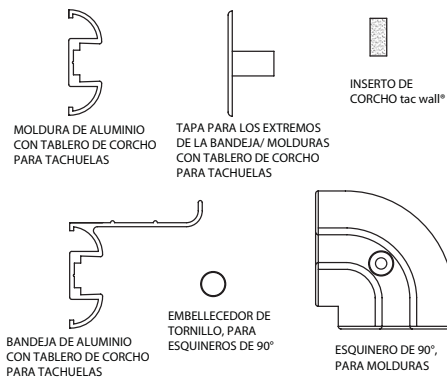 MOLDURA DE ALUMINIO
CON TABLERO DE CORCHO
PARA TACHUELAS
TAPA PARA LOS EXTREMOS
DE LA BANDEJA/ MOLDURAS
CON TABLERO DE CORCHO
PARA TACHUELAS
INSERTO DE
CORCHO tac wall®
BANDEJA DE ALUMINIO
CON TABLERO DE CORCHO
PARA TACHUELAS
EMBELLECEDOR DE
TORNILLO, PARA
ESQUINEROS DE 90°
ESQUINERO DE 90°,
PARA MOLDURAS